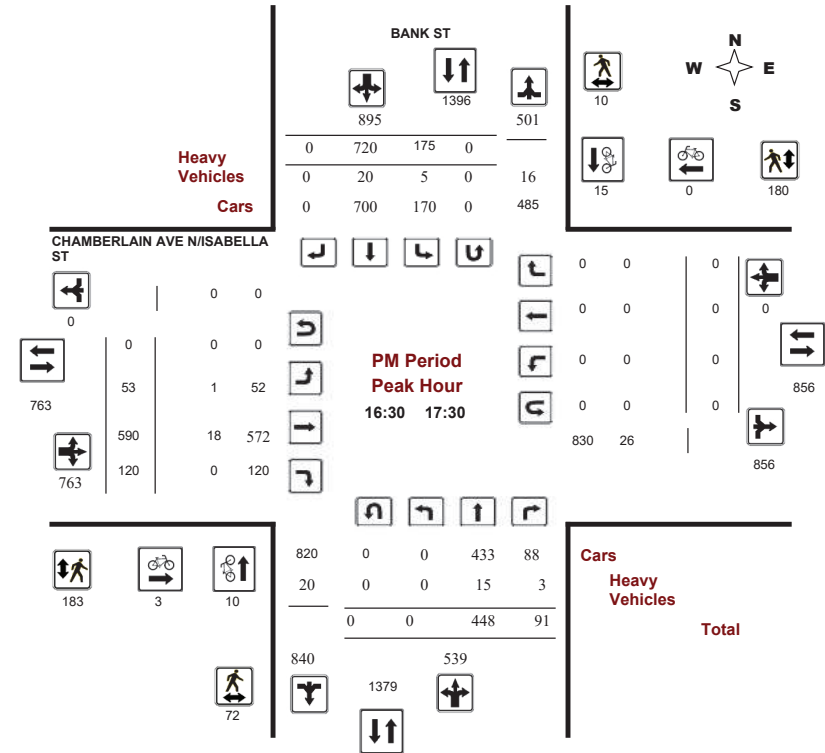 BANK ST
N
W E
S
1396
10
895 501
0 720 175 0
Heavy
Vehicles 0 20 5 0 16
Cars 0 700 170 0 485
15 0 180
CHAMBERLAIN AVE N/ISABELLA
ST
0 0 0
0 0
0 0
0 0 0
0 0 0
763 53 1 52
PM Period
Peak Hour
16:30 17:30
0 0 0
856
0 0 0
590 18 572
830 26
763 120 0 120
856
820 0 0 433 88 Cars
20 0 0 15 3 Heavy
Vehicles
183 3 10
0 0 448 91 Total
840 539
1379
72